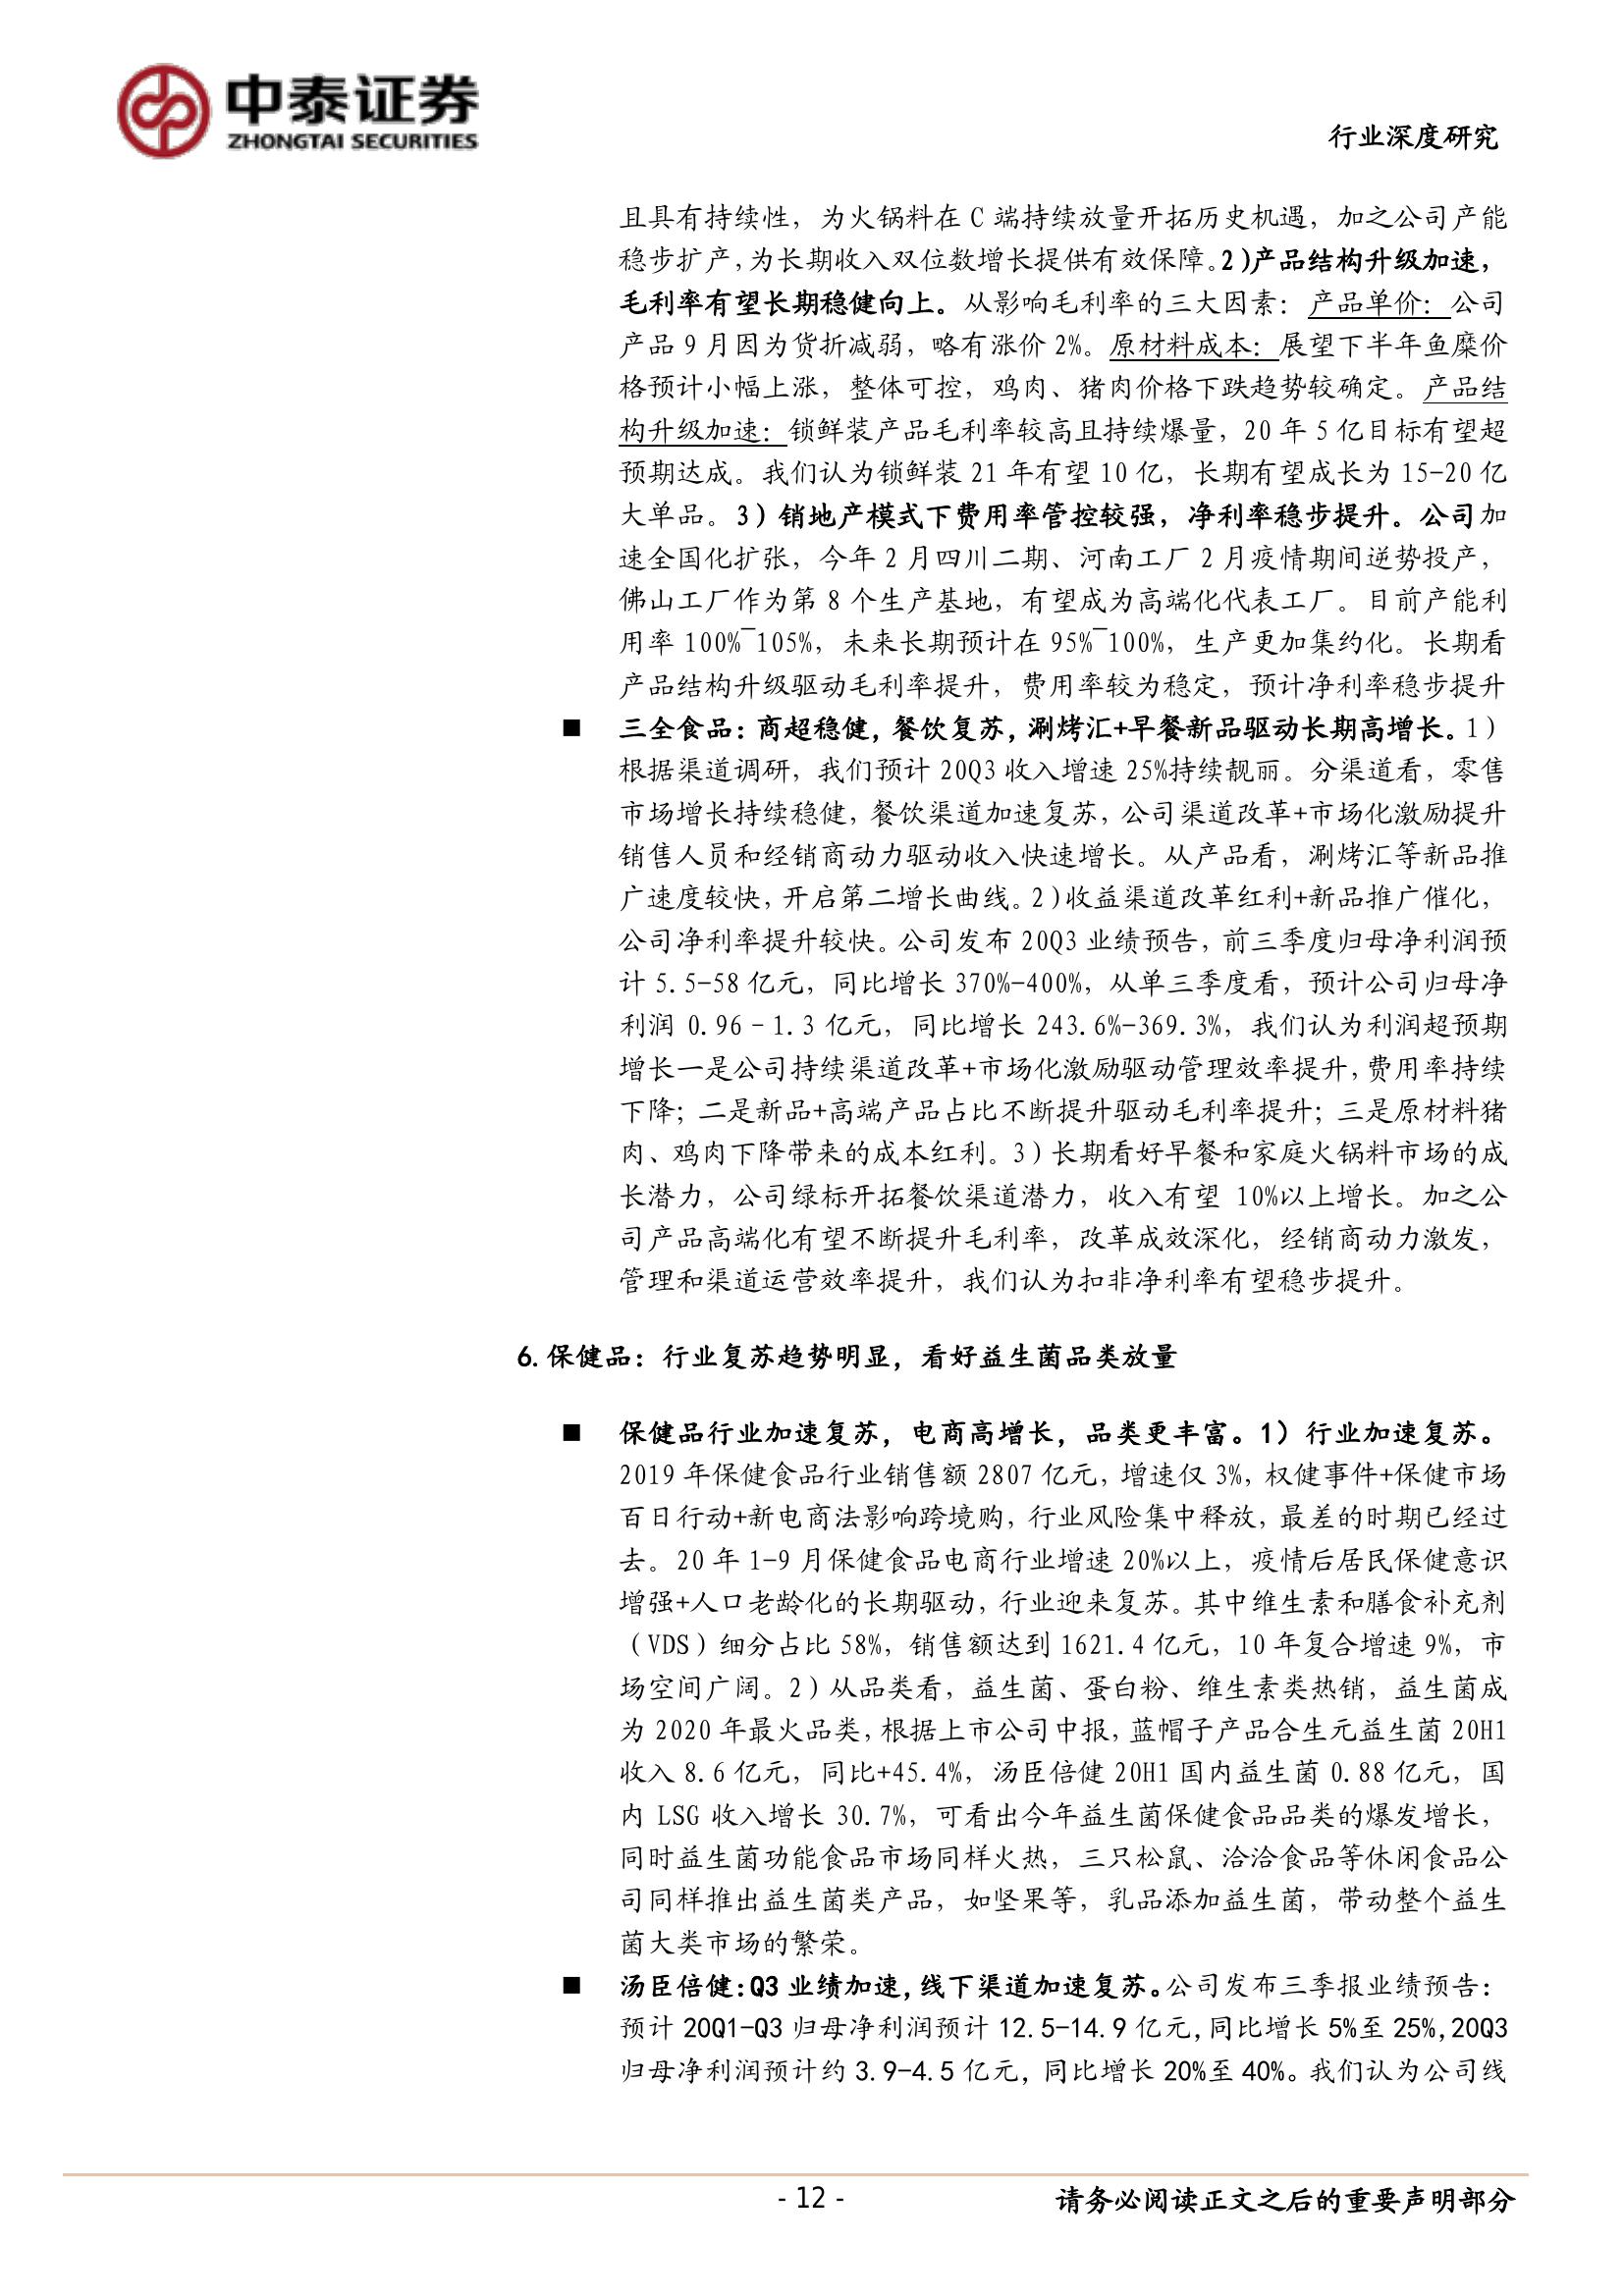 中泰证券
ZHONGTAI SECURITIES
行业深度研究
且具有持续性，为火锅料在 C 端持续放量开拓历史机遇，加之公司产能
稳步扩产，为长期收入双位数增长提供有效保障。2)产品结构升级加速，
毛利率有望长期稳健向上。从影响毛利率的三大因素：产品单价：公司
产品 9 月因为货折减弱，略有涨价 2%。原材料成本：展望下半年鱼糜价
格预计小幅上涨，整体可控，鸡肉、猪肉价格下跌趋势较确定。产品结
构升级加速：锁鲜装产品毛利率较高且持续爆量，20 年 5 亿目标有望超
预期达成。我们认为锁鲜装 21 年有望 10 亿，长期有望成长为 15-20 亿
大单品。3）销地产模式下费用率管控较强，净利率稳步提升。公司加
速全国化扩张，今年 2 月四川二期、河南工厂 2 月疫情期间逆势投产，
佛山工厂作为第 8 个生产基地，有望成为高端化代表工厂。目前产能利
用率 100%‾105%，未来长期预计在 95%‾100%，生产更加集约化。长期看
产品结构升级驱动毛利率提升，费用率较为稳定，预计净利率稳步提升
■ 三全食品：商超稳健，餐饮复苏，涮烤汇+早餐新品驱动长期高增长。1）
根据渠道调研，我们预计 20Q3 收入增速 25%持续靓丽。分渠道看，零售
市场增长持续稳健，餐饮渠道加速复苏，公司渠道改革+市场化激励提升
销售人员和经销商动力驱动收入快速增长。从产品看，涮烤汇等新品推
广速度较快，开启第二增长曲线。2)收益渠道改革红利+新品推广催化，
公司净利率提升较快。公司发布 20Q3 业绩预告，前三季度归母净利润预
计 5.5-58 亿元，同比增长 370%-400%，从单三季度看，预计公司归母净
利润 0.96–1.3 亿元，同比增长 243.6%-369.3%，我们认为利润超预期
增长一是公司持续渠道改革+市场化激励驱动管理效率提升，费用率持续
下降；二是新品+高端产品占比不断提升驱动毛利率提升；三是原材料猪
肉、鸡肉下降带来的成本红利。3）长期看好早餐和家庭火锅料市场的成
长潜力，公司绿标开拓餐饮渠道潜力，收入有望 10%以上增长。加之公
司产品高端化有望不断提升毛利率，改革成效深化，经销商动力激发，
管理和渠道运营效率提升，我们认为扣非净利率有望稳步提升。
6.保健品：行业复苏趋势明显，看好益生菌品类放量
■ 保健品行业加速复苏，电商高增长，品类更丰富。1）行业加速复苏。
2019 年保健食品行业销售额 2807 亿元，增速仅 3%，权健事件+保健市场
百日行动+新电商法影响跨境购，行业风险集中释放，最差的时期已经过
去。20 年 1-9 月保健食品电商行业增速 20%以上，疫情后居民保健意识
增强+人口老龄化的长期驱动，行业迎来复苏。其中维生素和膳食补充剂
（VDS）细分占比 58%，销售额达到 1621.4 亿元，10 年复合增速 9%，市
场空间广阔。2）从品类看，益生菌、蛋白粉、维生素类热销，益生菌成
为 2020 年最火品类，根据上市公司中报，蓝帽子产品合生元益生菌 20H1
收入 8.6 亿元，同比+45.4%，汤臣倍健 20H1 国内益生菌 0.88 亿元，国
内 LSG 收入增长 30.7%，可看出今年益生菌保健食品品类的爆发增长，
同时益生菌功能食品市场同样火热，三只松鼠、洽洽食品等休闲食品公
司同样推出益生菌类产品，如坚果等，乳品添加益生菌，带动整个益生
菌大类市场的繁荣。
■ 汤臣倍健：Q3 业绩加速，线下渠道加速复苏。公司发布三季报业绩预告：
预计 20Q1-Q3 归母净利润预计 12.5-14.9 亿元，同比增长 5%至 25%，20Q3
归母净利润预计约 3.9-4.5 亿元，同比增长 20%至 40%。我们认为公司线
- 12 -
请务必阅读正文之后的重要声明部分